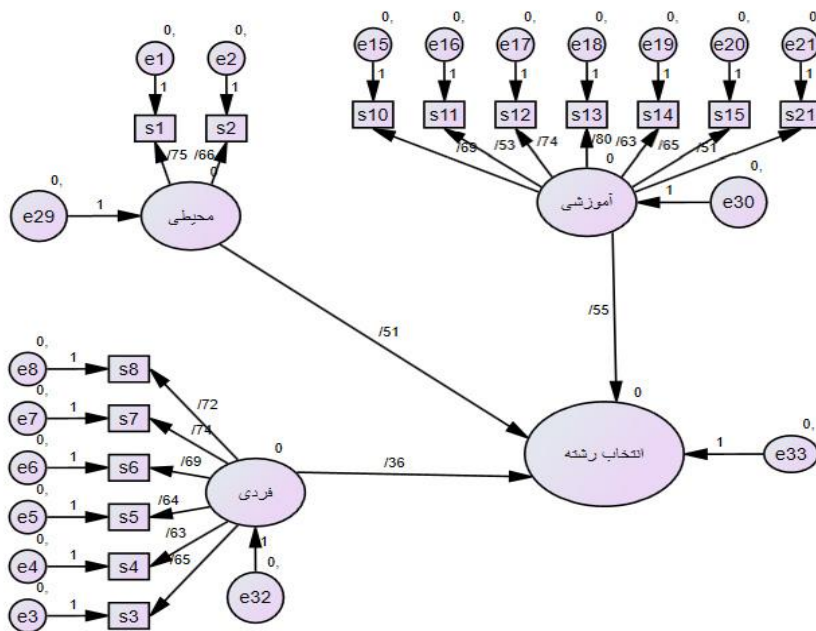 0, 0, 0, 0, 0, 0, 0, 0, 0,
e1 e2 e15 e16 e17 e18 e19 e20 e21
1 1 1 1 1 1 1 1 1
s1 s2 s10 s11 s12 s13 s14 s15 s21
/75 /66 /69 /53 /74 /80 /63 /65 /51
0 0
0, 0,
e29 1 محیطی آموزشی 1 e30
/51 /55
0, 0
e8 1 s8
/72
0,
e7 1 s7
/74
0, 0 0,
e6 1 s6 /69 /36 انتخاب رشته 1 e33
0,
e5 1 s5 /64 فردی
0,
e4 1 s4 /63
/65 1
0, 0,
e3 1 s3 e32